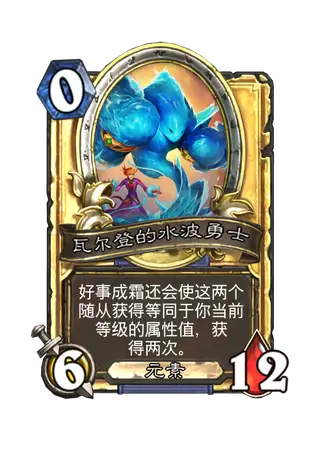 0
瓦尔登的水波勇士
好事成霜还会使这两个
随从获得等同于你当前
等级的属性值，获
得两次。
元素
6
12